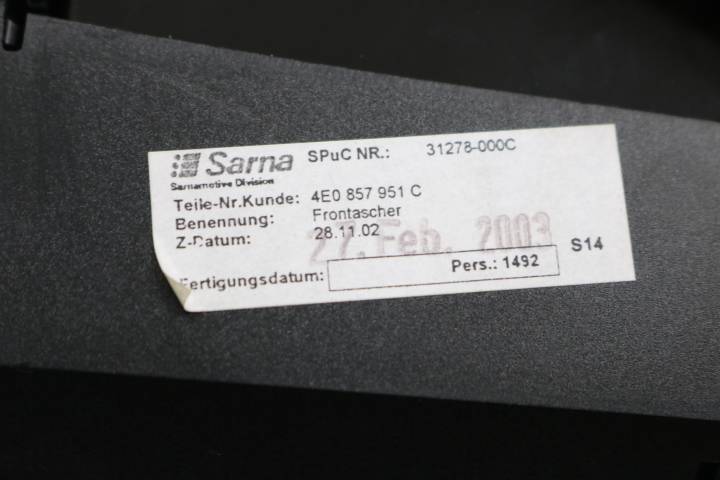 Sarna SPuC NR.: 31278-000C
Sarnamotive Division
Teile-Nr.Kunde: 4E0 857 951 C
Benennung: Frontascher
Z-Datum: 28.11.02
27. Feb. 2003
S14
Fertigungsdatum: Pers.: 1492